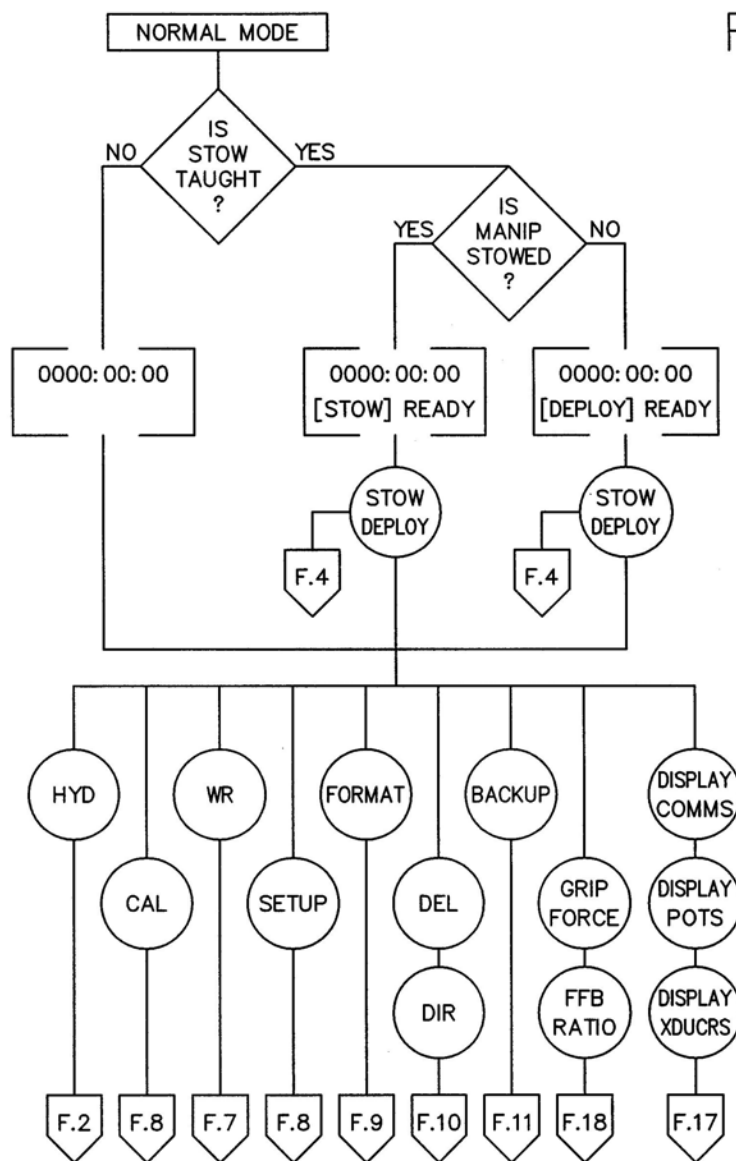 NORMAL MODE
IS
STOW
TAUGHT
?
NO
YES
IS
MANIP
STOWED
?
YES
NO
0000:00:00
0000:00:00
[STOW] READY
0000:00:00
[DEPLOY] READY
STOW
DEPLOY
STOW
DEPLOY
F.4
F.4
HYD
WR
FORMAT
BACKUP
DISPLAY
COMMS
CAL
SETUP
DEL
GRIP
FORCE
DISPLAY
POTS
DIR
FFB
RATIO
DISPLAY
XDUCRS
F.2
F.8
F.7
F.8
F.9
F.10
F.11
F.18
F.17